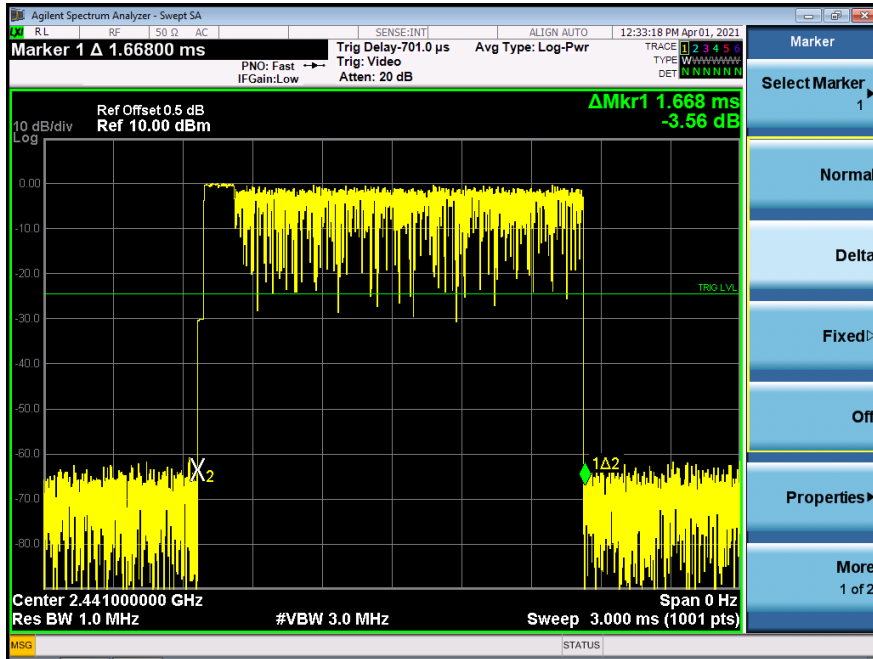 Agilent Spectrum Analyzer - Swept SA
LXI RL RF 50 Ω AC SENSE:INT ALIGN AUTO 12:33:18 PM Apr 01, 2021
Marker 1 Δ 1.66800 ms
PNO: Fast
IFGain:Low
Trig Delay-701.0 µs
Trig: Video
Atten: 20 dB
Avg Type: Log-Pwr
TRACE 1 2 3 4 5 6
TYPE WWWWWW
DET N N N N N N
ΔMkr1 1.668 ms
-3.56 dB
Ref Offset 0.5 dB
10 dB/div Ref 10.00 dBm
Log
0.00
-10.0
-20.0
TRIG LVL
-30.0
-40.0
-50.0
-60.0
X2
1Δ2
-70.0
-80.0
Center 2.441000000 GHz Span 0 Hz
Res BW 1.0 MHz #VBW 3.0 MHz Sweep 3.000 ms (1001 pts)
MSG STATUS
Marker
Select Marker
1
Normal
Delta
Fixed
Off
Properties
More
1 of 2